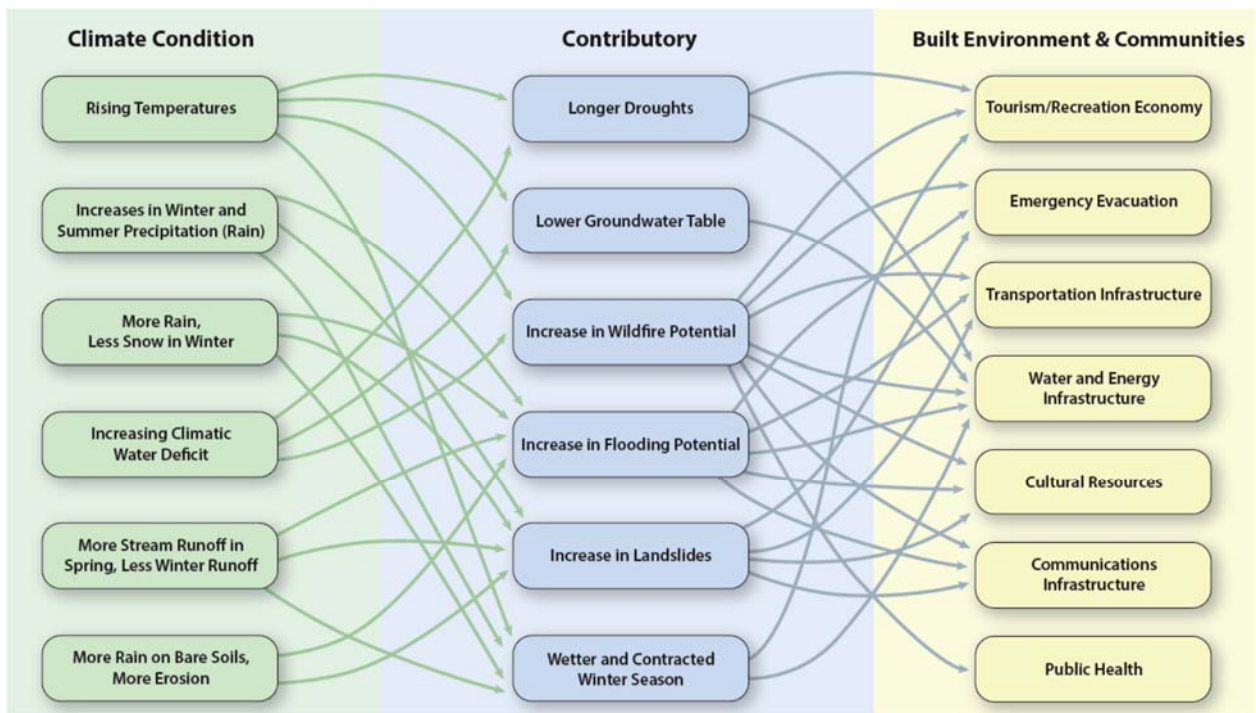 Climate Condition
Contributory
Built Environment & Communities
Rising Temperatures
Increases in Winter and
Summer Precipitation (Rain)
More Rain,
Less Snow in Winter
Increasing Climatic
Water Deficit
More Stream Runoff in
Spring, Less Winter Runoff
More Rain on Bare Soils,
More Erosion
Longer Droughts
Lower Groundwater Table
Increase in Wildfire Potential
Increase in Flooding Potential
Increase in Landslides
Wetter and Contracted
Winter Season
Tourism/Recreation Economy
Emergency Evacuation
Transportation Infrastructure
Water and Energy
Infrastructure
Cultural Resources
Communications
Infrastructure
Public Health